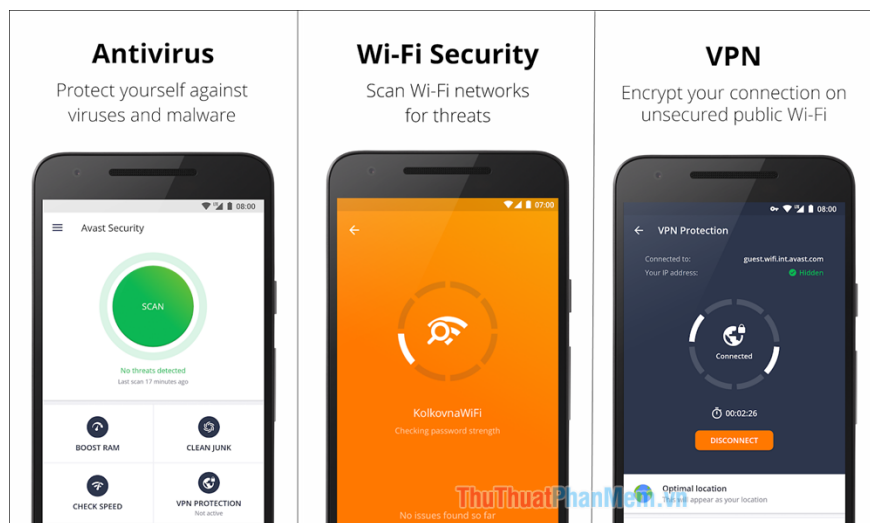 Antivirus
Protect yourself against
viruses and malware
08:00
Avast Security
SCAN
No threats detected
Last scan 17 minutes ago
BOOST RAM
CLEAN JUNK
CHECK SPEED
VPN PROTECTION
Not active
Wi-Fi Security
Scan Wi-Fi networks
for threats
07:00
KolkovnaWiFi
Checking password strength
No issues found so far
VPN
Encrypt your connection on
unsecured public Wi-Fi
08:00
VPN Protection
Connected to: guest.wifi.int.avast.com
Your IP address: Hidden
Connected
00:02:26
DISCONNECT
Optimal location
This will appear as your location
ThuThuatPhanMem.vn